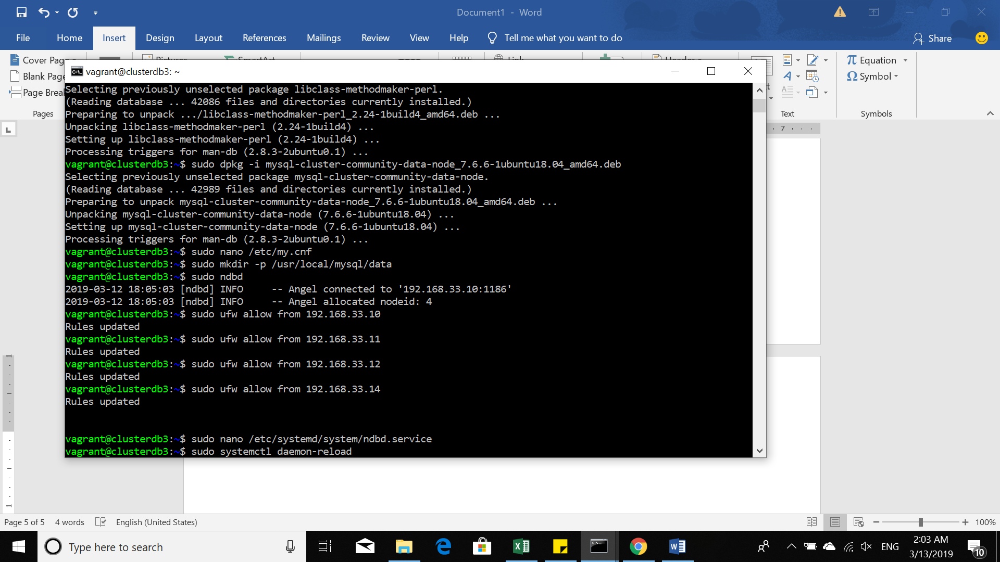 Document1 - Word
File Home Insert Design Layout References Mailings Review View Help Tell me what you want to do Share
Cover Page
Blank Page
Page Break
Pages
Pictures
SmartArt
Link
Header
Equation
Symbol
Text
Symbols
7
vagrant@clusterdb3: ~
Selecting previously unselected package libclass-methodmaker-perl.
(Reading database ... 42086 files and directories currently installed.)
Preparing to unpack .../libclass-methodmaker-perl_2.24-1build4_amd64.deb ...
Unpacking libclass-methodmaker-perl (2.24-1build4) ...
Setting up libclass-methodmaker-perl (2.24-1build4) ...
Processing triggers for man-db (2.8.3-2ubuntu0.1) ...
vagrant@clusterdb3:~$ sudo dpkg -i mysql-cluster-community-data-node_7.6.6-1ubuntu18.04_amd64.deb
Selecting previously unselected package mysql-cluster-community-data-node.
(Reading database ... 42989 files and directories currently installed.)
Preparing to unpack mysql-cluster-community-data-node_7.6.6-1ubuntu18.04_amd64.deb ...
Unpacking mysql-cluster-community-data-node (7.6.6-1ubuntu18.04) ...
Setting up mysql-cluster-community-data-node (7.6.6-1ubuntu18.04) ...
Processing triggers for man-db (2.8.3-2ubuntu0.1) ...
vagrant@clusterdb3:~$ sudo nano /etc/my.cnf
vagrant@clusterdb3:~$ sudo mkdir -p /usr/local/mysql/data
vagrant@clusterdb3:~$ sudo ndbd
2019-03-12 18:05:03 [ndbd] INFO     -- Angel connected to '192.168.33.10:1186'
2019-03-12 18:05:03 [ndbd] INFO     -- Angel allocated nodeid: 4
vagrant@clusterdb3:~$ sudo ufw allow from 192.168.33.10
Rules updated
vagrant@clusterdb3:~$ sudo ufw allow from 192.168.33.11
Rules updated
vagrant@clusterdb3:~$ sudo ufw allow from 192.168.33.12
Rules updated
vagrant@clusterdb3:~$ sudo ufw allow from 192.168.33.14
Rules updated
vagrant@clusterdb3:~$ sudo nano /etc/systemd/system/ndbd.service
vagrant@clusterdb3:~$ sudo systemctl daemon-reload
Page 5 of 5 4 words English (United States) 100%
Type here to search
ENG
2:03 AM
3/13/2019
10